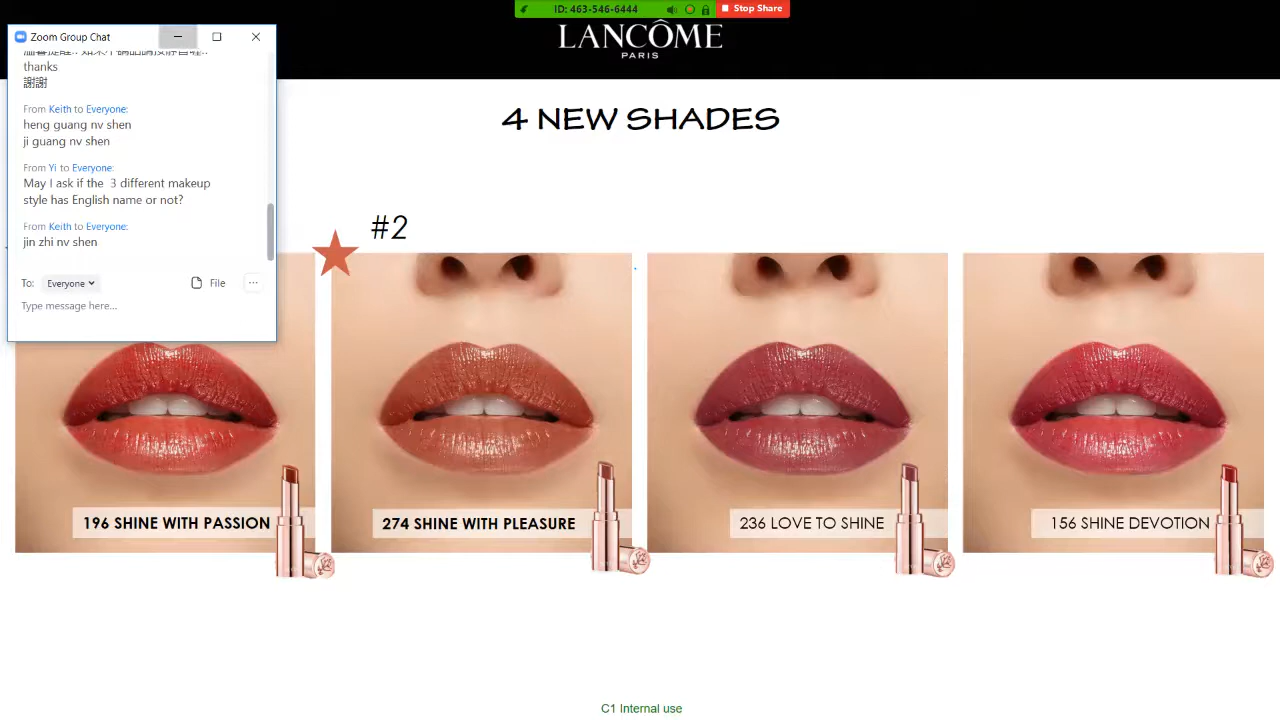 ID: 463-546-6444
Stop Share
LANCÔME
PARIS
Zoom Group Chat
thanks
謝謝
From Keith to Everyone:
heng guang nv shen
ji guang nv shen
From Yi to Everyone:
May I ask if the 3 different makeup
style has English name or not?
From Keith to Everyone:
jin zhi nv shen
To: Everyone
File
Type message here...
4 NEW SHADES
#2
196 SHINE WITH PASSION
274 SHINE WITH PLEASURE
236 LOVE TO SHINE
156 SHINE DEVOTION
C1 Internal use